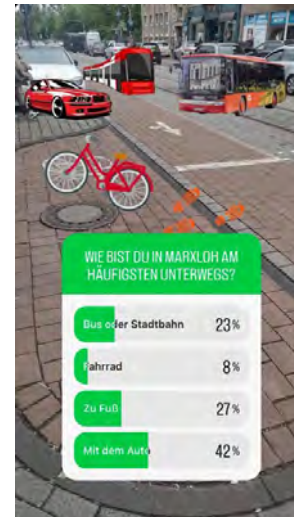 WIE BIST DU IN MARXLOH AM
HÄUFIGSTEN UNTERWEGS?
Bus oder Stadtbahn 23%
Fahrrad 8%
Zu Fuß 27%
Mit dem Auto 42%